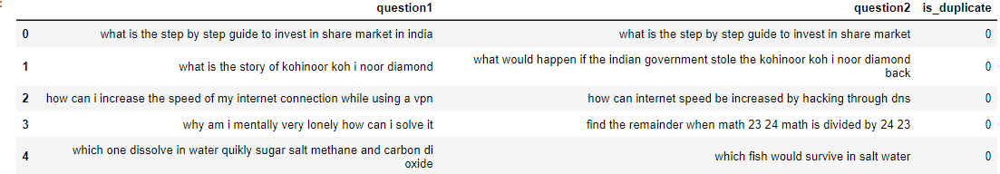 question1 question2 is_duplicate
0 what is the step by step guide to invest in share market in india what is the step by step guide to invest in share market 0
1 what is the story of kohinoor koh i noor diamond what would happen if the indian government stole the kohinoor koh i noor diamond back 0
2 how can i increase the speed of my internet connection while using a vpn how can internet speed be increased by hacking through dns 0
3 why am i mentally very lonely how can i solve it find the remainder when math 23 24 math is divided by 24 23 0
4 which one dissolve in water quikly sugar salt methane and carbon di oxide which fish would survive in salt water 0